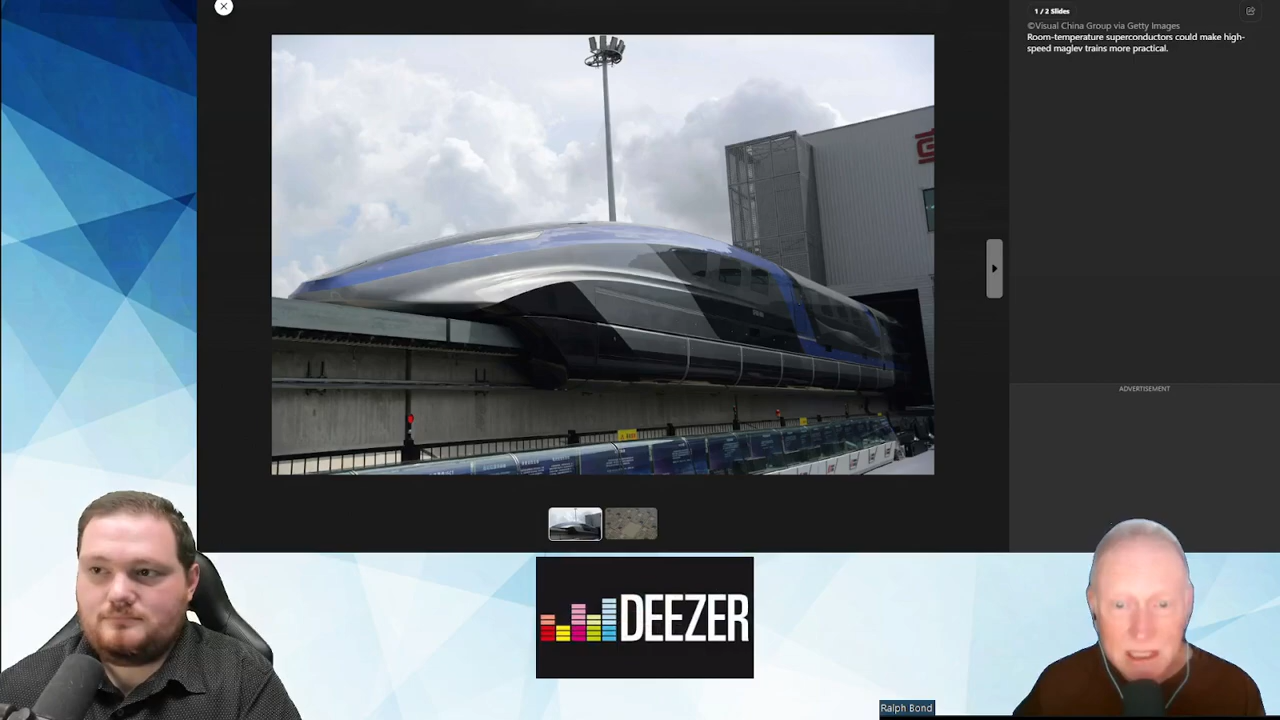 1 / 2 Slides
©Visual China Group via Getty Images
Room-temperature superconductors could make high-
speed maglev trains more practical.
ADVERTISEMENT
DEEZER
Ralph Bond